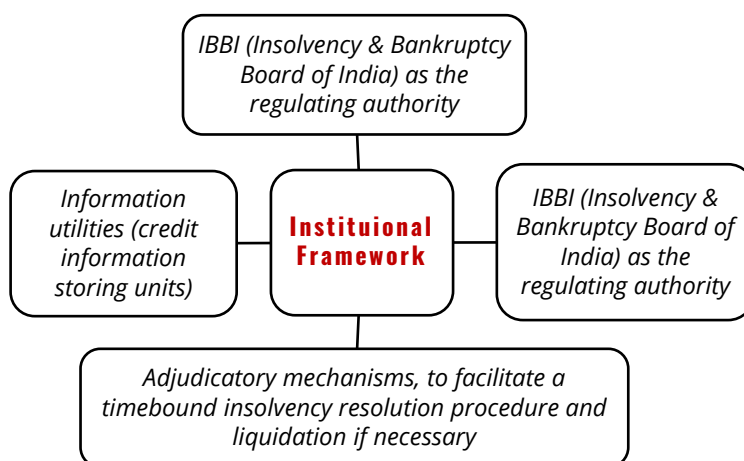 IBBI (Insolvency & Bankruptcy
Board of India) as the
regulating authority
Information
utilities (credit
information
storing units)
Instituional
Framework
IBBI (Insolvency &
Bankruptcy Board of
India) as the
regulating authority
Adjudicatory mechanisms, to facilitate a
timebound insolvency resolution procedure and
liquidation if necessary